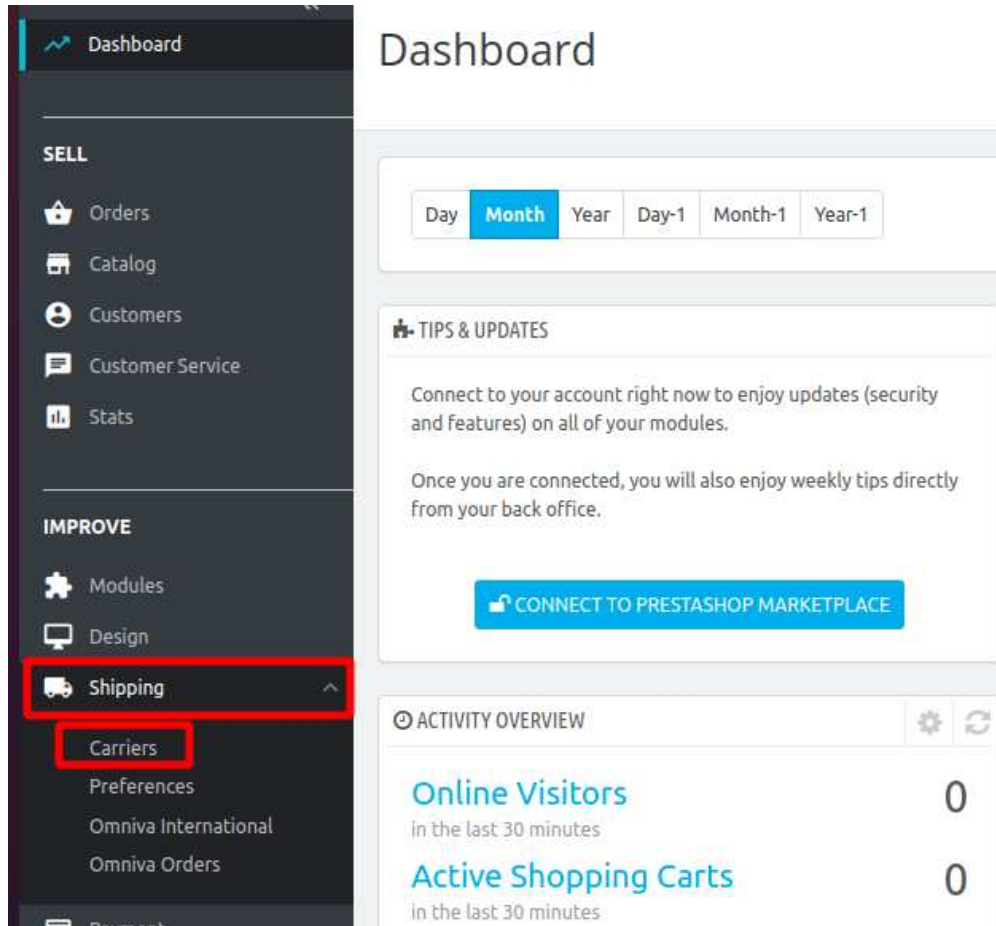 Dashboard
SELL
Orders
Catalog
Customers
Customer Service
Stats
IMPROVE
Modules
Design
Shipping
Carriers
Preferences
Omniva International
Omniva Orders
Dashboard
Day Month Year Day-1 Month-1 Year-1
TIPS & UPDATES
Connect to your account right now to enjoy updates (security
and features) on all of your modules.
Once you are connected, you will also enjoy weekly tips directly
from your back office.
CONNECT TO PRESTASHOP MARKETPLACE
ACTIVITY OVERVIEW
Online Visitors 0
in the last 30 minutes
Active Shopping Carts 0
in the last 30 minutes